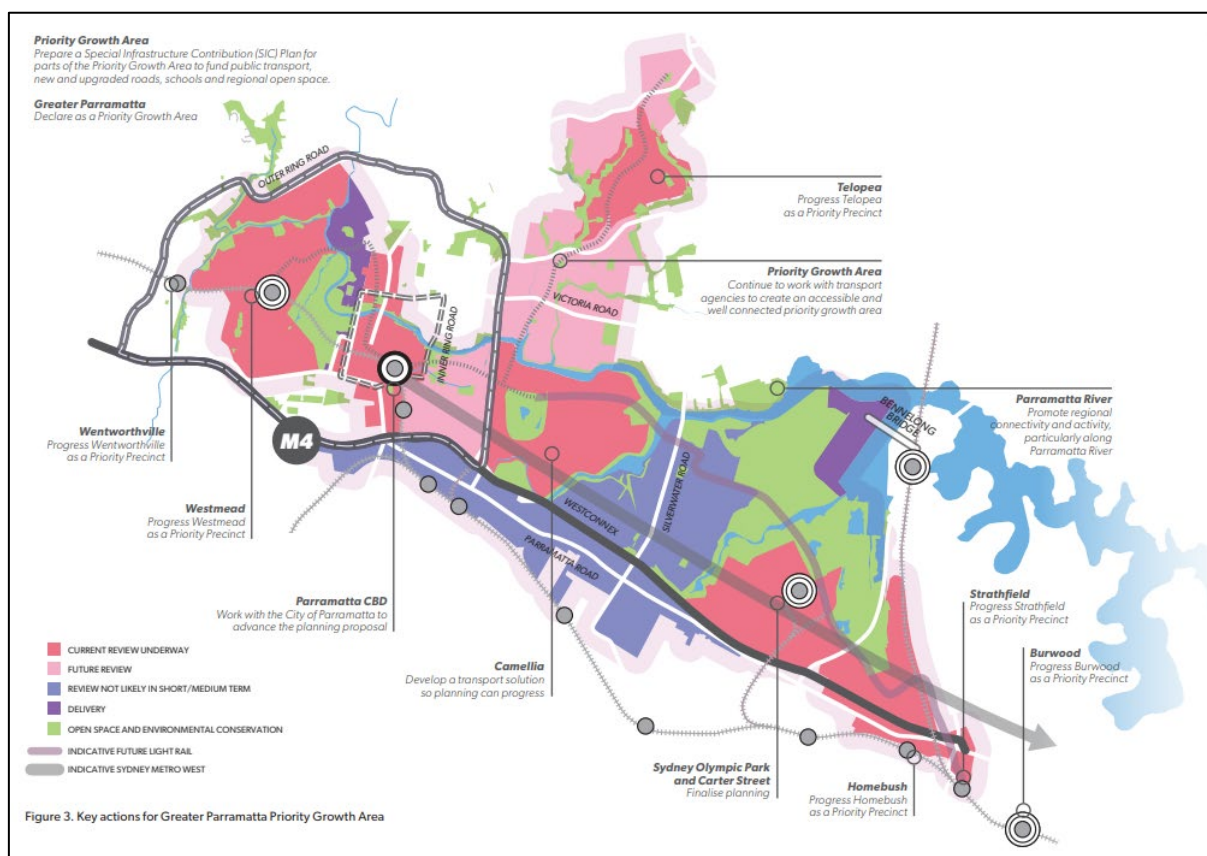 Priority Growth Area
Prepare a Special Infrastructure Contribution (SIC) Plan for
parts of the Priority Growth Area to fund public transport,
new and upgraded roads, schools and regional open space.
Greater Parramatta
Declare as a Priority Growth Area
OUTER RING ROAD
Telopea
Progress Telopea
as a Priority Precinct
Priority Growth Area
Continue to work with transport
agencies to create an accessible and
well connected priority growth area
VICTORIA ROAD
INNER RING ROAD
Parramatta River
Promote regional
connectivity and activity,
particularly along
Parramatta River
BENNELONG
BRIDGE
Wentworthville
Progress Wentworthville
as a Priority Precinct
M4
SILVERWATER ROAD
WESTCONNEX
PARRAMATTA ROAD
Westmead
Progress Westmead
as a Priority Precinct
Parramatta CBD
Work with the City of Parramatta to
advance the planning proposal
Camellia
Develop a transport solution
so planning can progress
Strathfield
Progress Strathfield
as a Priority Precinct
Burwood
Progress Burwood
as a Priority Precinct
Sydney Olympic Park
and Carter Street
Finalise planning
Homebush
Progress Homebush
as a Priority Precinct
CURRENT REVIEW UNDERWAY
FUTURE REVIEW
REVIEW NOT LIKELY IN SHORT/MEDIUM TERM
DELIVERY
OPEN SPACE AND ENVIRONMENTAL CONSERVATION
INDICATIVE FUTURE LIGHT RAIL
INDICATIVE SYDNEY METRO WEST
Figure 3. Key actions for Greater Parramatta Priority Growth Area